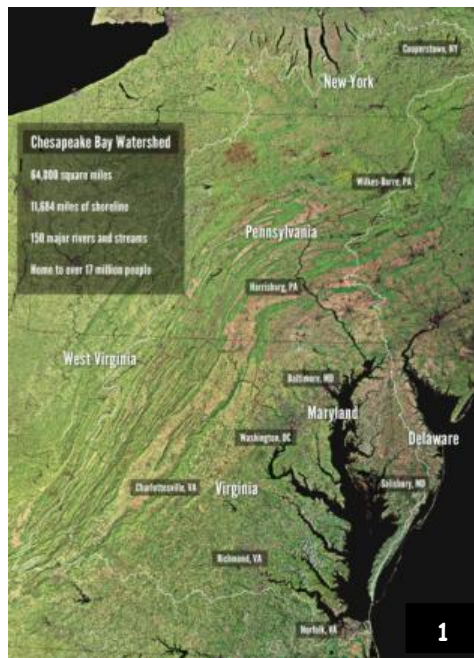 Cooperstown, NY
New York
Chesapeake Bay Watershed
64,000 square miles
11,684 miles of shoreline
150 major rivers and streams
Home to over 17 million people
Wilkes-Barre, PA
Pennsylvania
Harrisburg, PA
West Virginia
Baltimore, MD
Maryland
Washington, DC
Delaware
Charlottesville, VA
Virginia
Salisbury, MD
Richmond, VA
Norfolk, VA
1